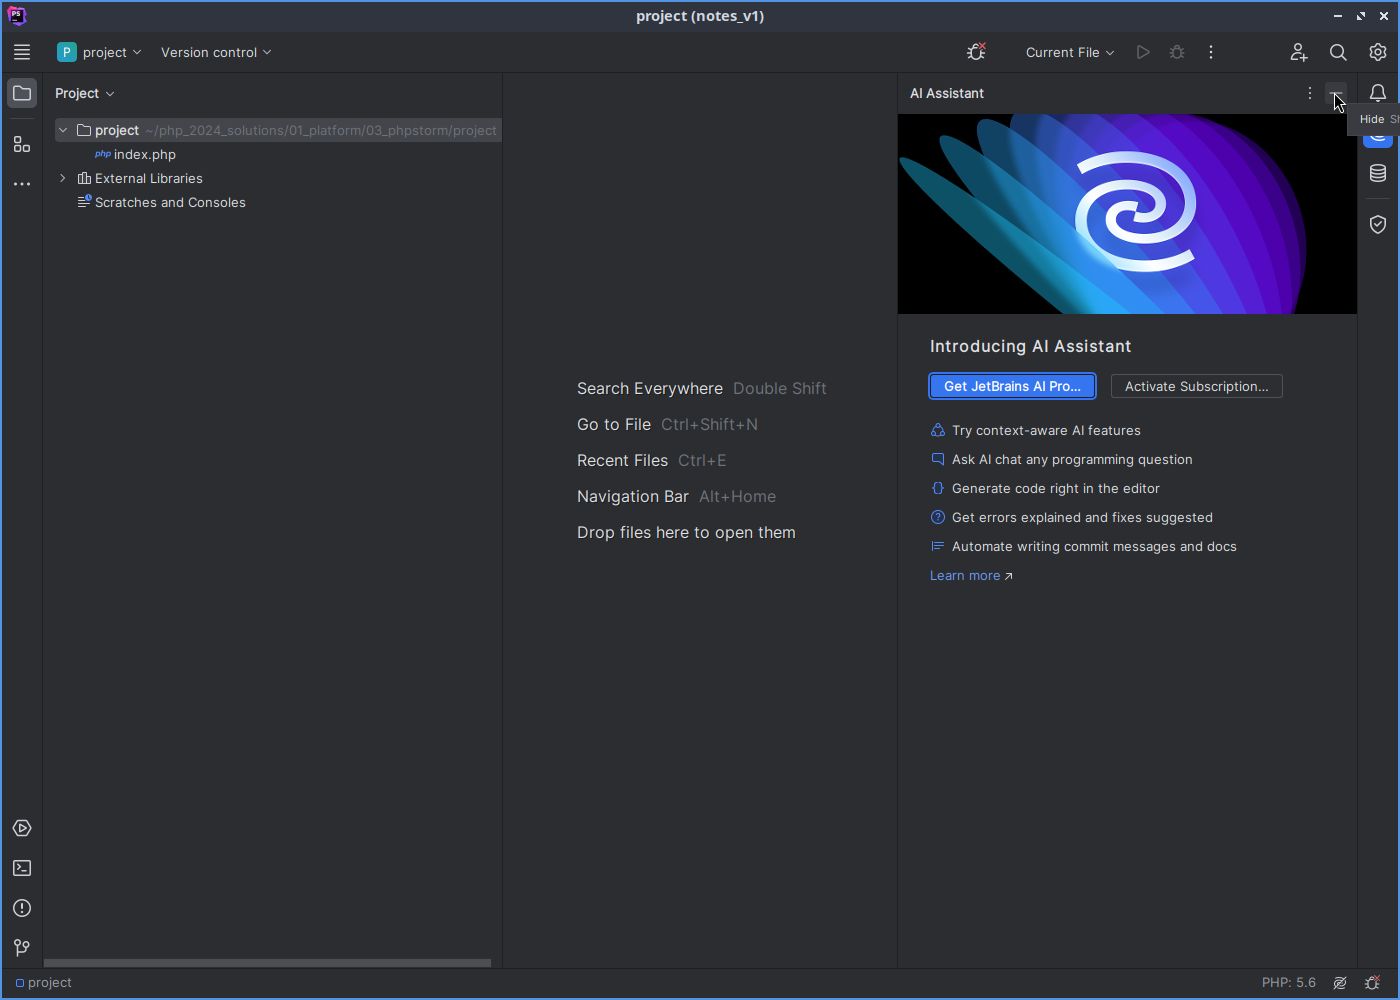 project (notes_v1)
P project Version control Current File
Project
AI Assistant
Hide
project ~/php_2024_solutions/01_platform/03_phpstorm/project
php index.php
External Libraries
Scratches and Consoles
Search Everywhere Double Shift
Go to File Ctrl+Shift+N
Recent Files Ctrl+E
Navigation Bar Alt+Home
Drop files here to open them
Introducing AI Assistant
Get JetBrains AI Pro... Activate Subscription...
Try context-aware AI features
Ask AI chat any programming question
Generate code right in the editor
Get errors explained and fixes suggested
Automate writing commit messages and docs
Learn more
project PHP: 5.6